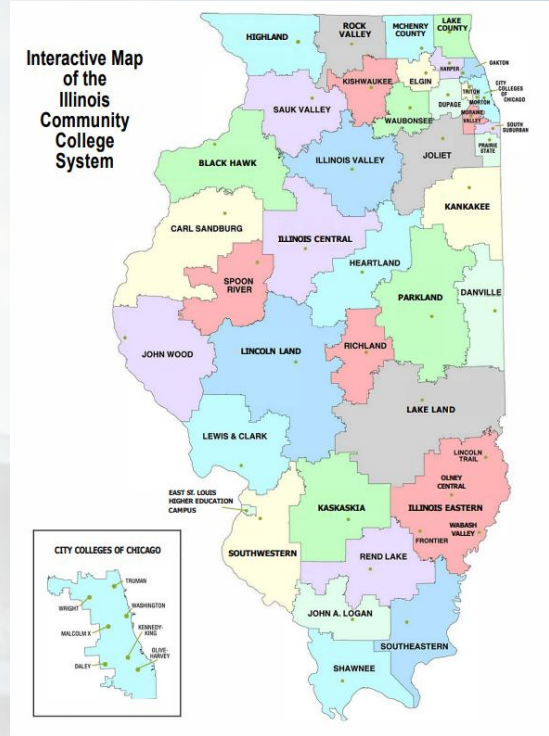 Interactive Map
of the
Illinois
Community
College
System
HIGHLAND
ROCK
VALLEY
MCHENRY
COUNTY
LAKE
COUNTY
KISHWAUKEE
ELGIN
HARPER
OAKTON
CITY
COLLEGES
OF
CHICAGO
TRITON
MORTON
DUPAGE
MORAINE
VALLEY
SOUTH
SUBURBAN
PRAIRIE
STATE
SAUK VALLEY
WAUBONSEE
JOLIET
BLACK HAWK
ILLINOIS VALLEY
KANKAKEE
CARL SANDBURG
ILLINOIS CENTRAL
HEARTLAND
SPOON
RIVER
PARKLAND
DANVILLE
JOHN WOOD
LINCOLN LAND
RICHLAND
LAKE LAND
LEWIS & CLARK
LINCOLN
TRAIL
OLNEY
CENTRAL
EAST ST. LOUIS
HIGHER EDUCATION
CAMPUS
KASKASKIA
ILLINOIS EASTERN
WABASH
VALLEY
FRONTIER
SOUTHWESTERN
REND LAKE
JOHN A. LOGAN
SOUTHEASTERN
SHAWNEE
CITY COLLEGES OF CHICAGO
TRUMAN
WRIGHT
WASHINGTON
MALCOLM X
KENNEDY-
KING
OLIVE-
HARVEY
DALEY